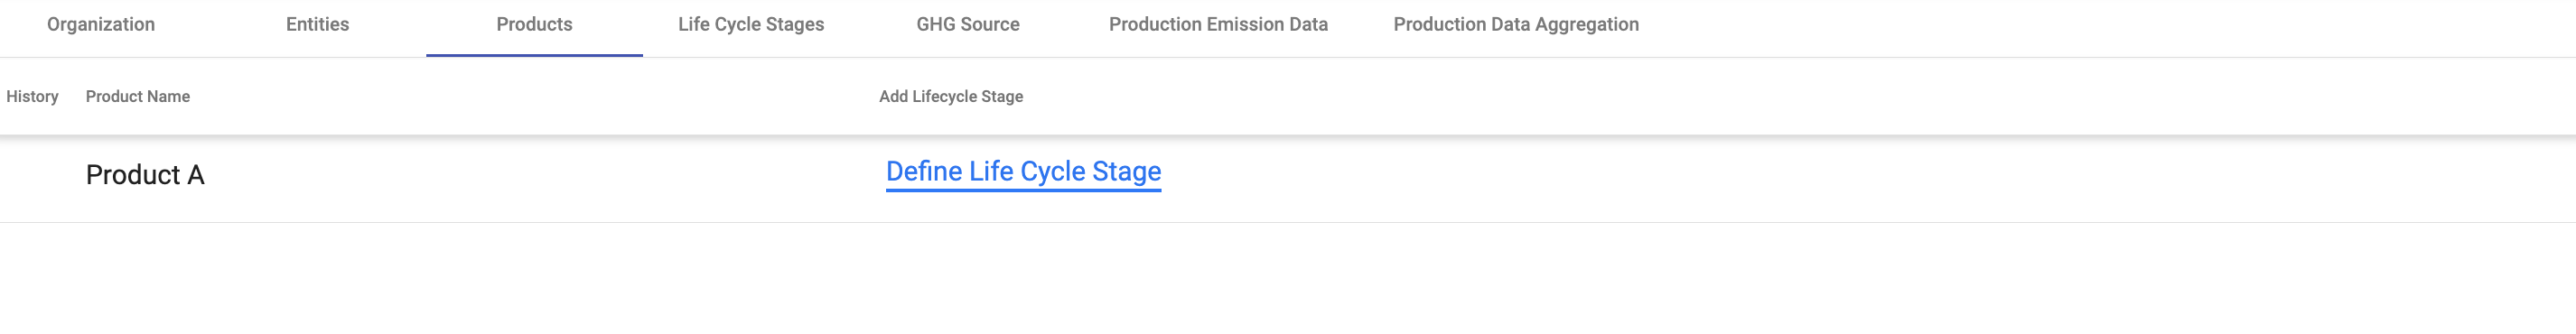 Organization Entities Products Life Cycle Stages GHG Source Production Emission Data Production Data Aggregation
History Product Name Add Lifecycle Stage
Product A Define Life Cycle Stage